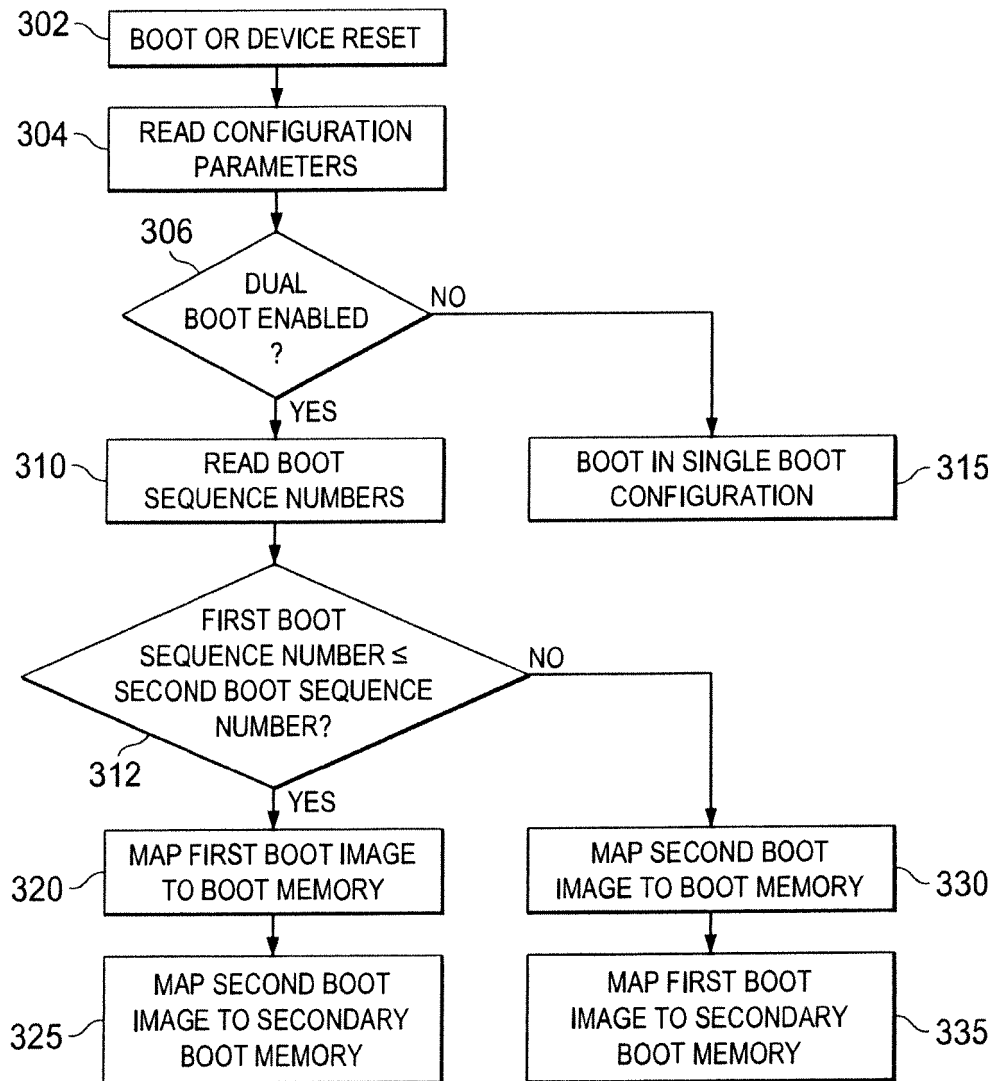 302
BOOT OR DEVICE RESET
304
READ CONFIGURATION
PARAMETERS
306
DUAL
BOOT ENABLED
?
NO
YES
310
READ BOOT
SEQUENCE NUMBERS
BOOT IN SINGLE BOOT
CONFIGURATION
315
FIRST BOOT
SEQUENCE NUMBER ≤
SECOND BOOT SEQUENCE
NUMBER?
NO
312
YES
320
MAP FIRST BOOT IMAGE
TO BOOT MEMORY
MAP SECOND BOOT
IMAGE TO BOOT MEMORY
330
325
MAP SECOND BOOT
IMAGE TO SECONDARY
BOOT MEMORY
MAP FIRST BOOT
IMAGE TO SECONDARY
BOOT MEMORY
335